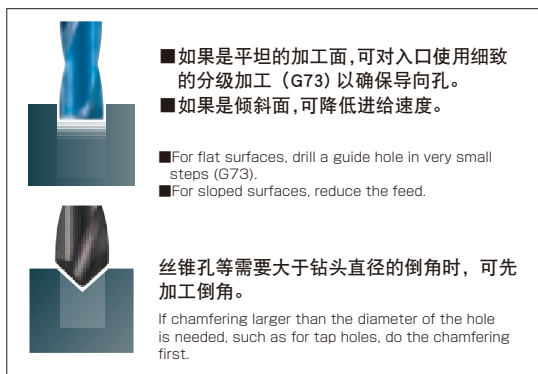 ■如果是平坦的加工面,可对入口使用细致
的分级加工（G73）以确保导向孔。
■如果是倾斜面,可降低进给速度。
■For flat surfaces, drill a guide hole in very small
steps (G73).
■For sloped surfaces, reduce the feed.
丝锥孔等需要大于钻头直径的倒角时，可先
加工倒角。
If chamfering larger than the diameter of the hole
is needed, such as for tap holes, do the chamfering
first.